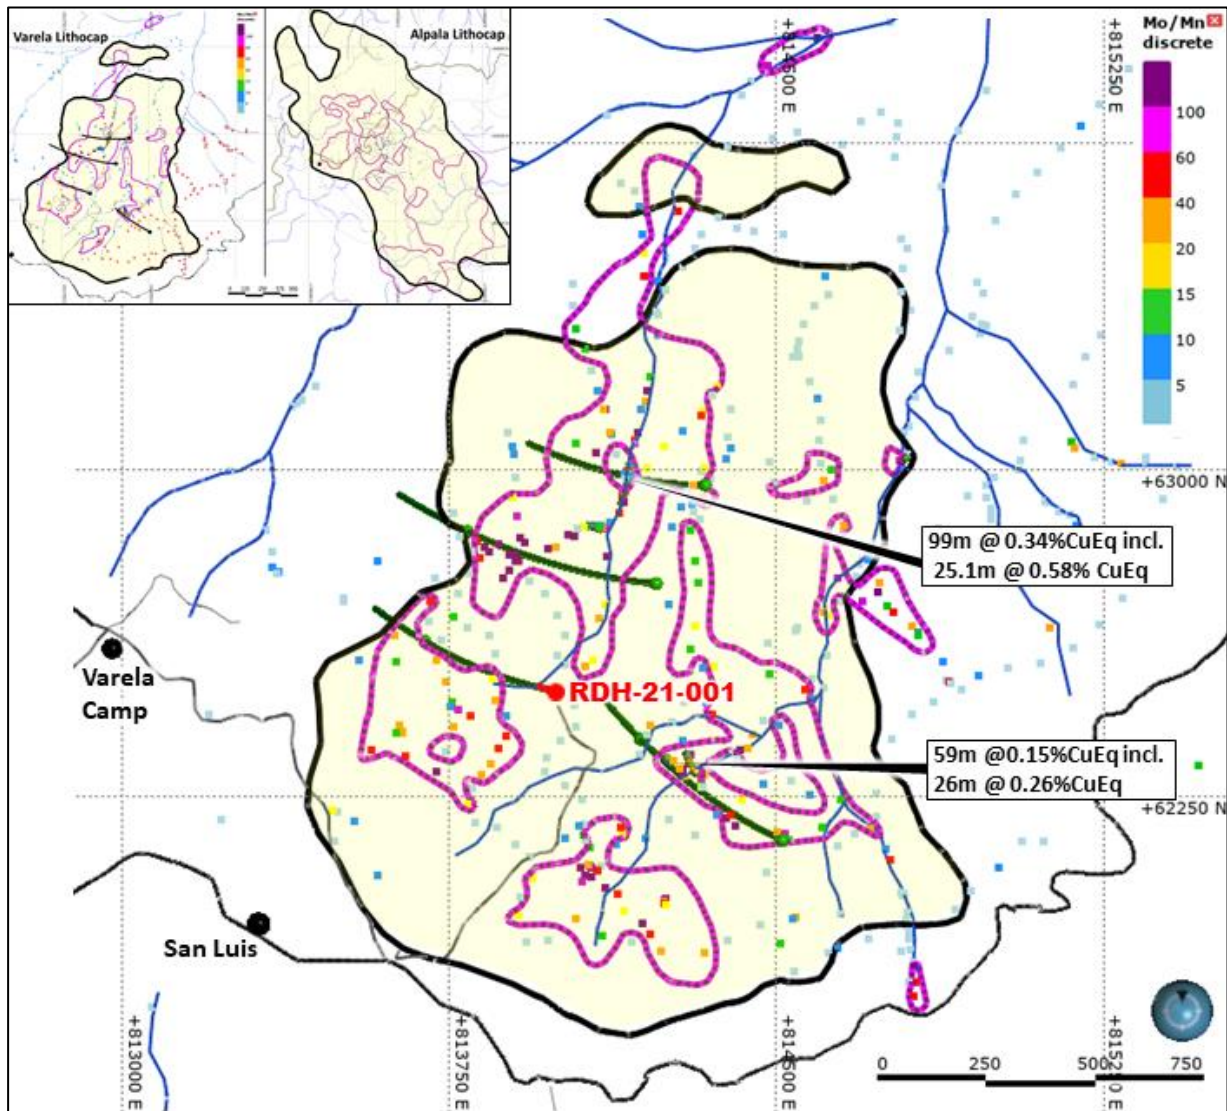 Varela Lithocap
Alpala Lithocap
Mo/Mn
discrete
100
60
40
20
15
10
5
+814500 E
+815250 E
+63000 N
99m @ 0.34%CuEq incl.
25.1m @ 0.58% CuEq
Varela
Camp
RDH-21-001
59m @0.15%CuEq incl.
26m @ 0.26%CuEq
+62250 N
San Luis
+813000 E
+813750 E
+814500 E
0
250
500
750